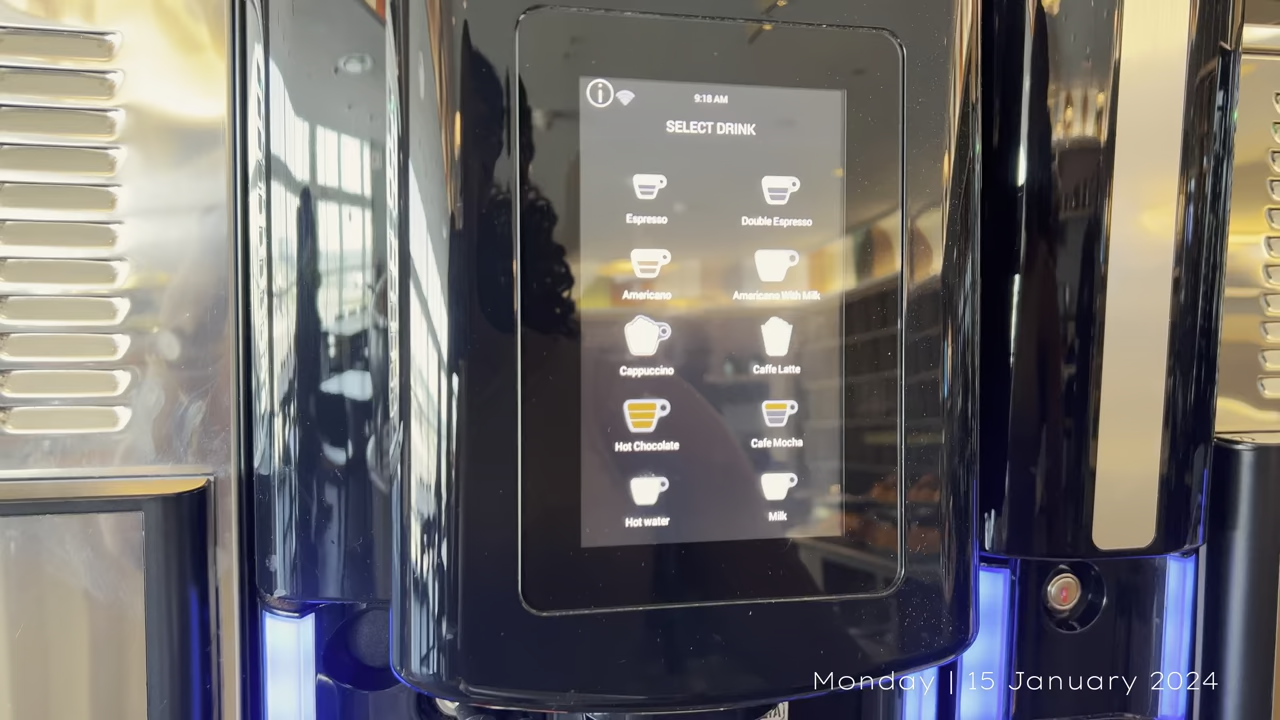 9:18 AM
SELECT DRINK
Espresso
Double Espresso
Americano
Americano With Milk
Cappuccino
Caffe Latte
Hot Chocolate
Cafe Mocha
Hot water
Milk
Monday | 15 January 2024